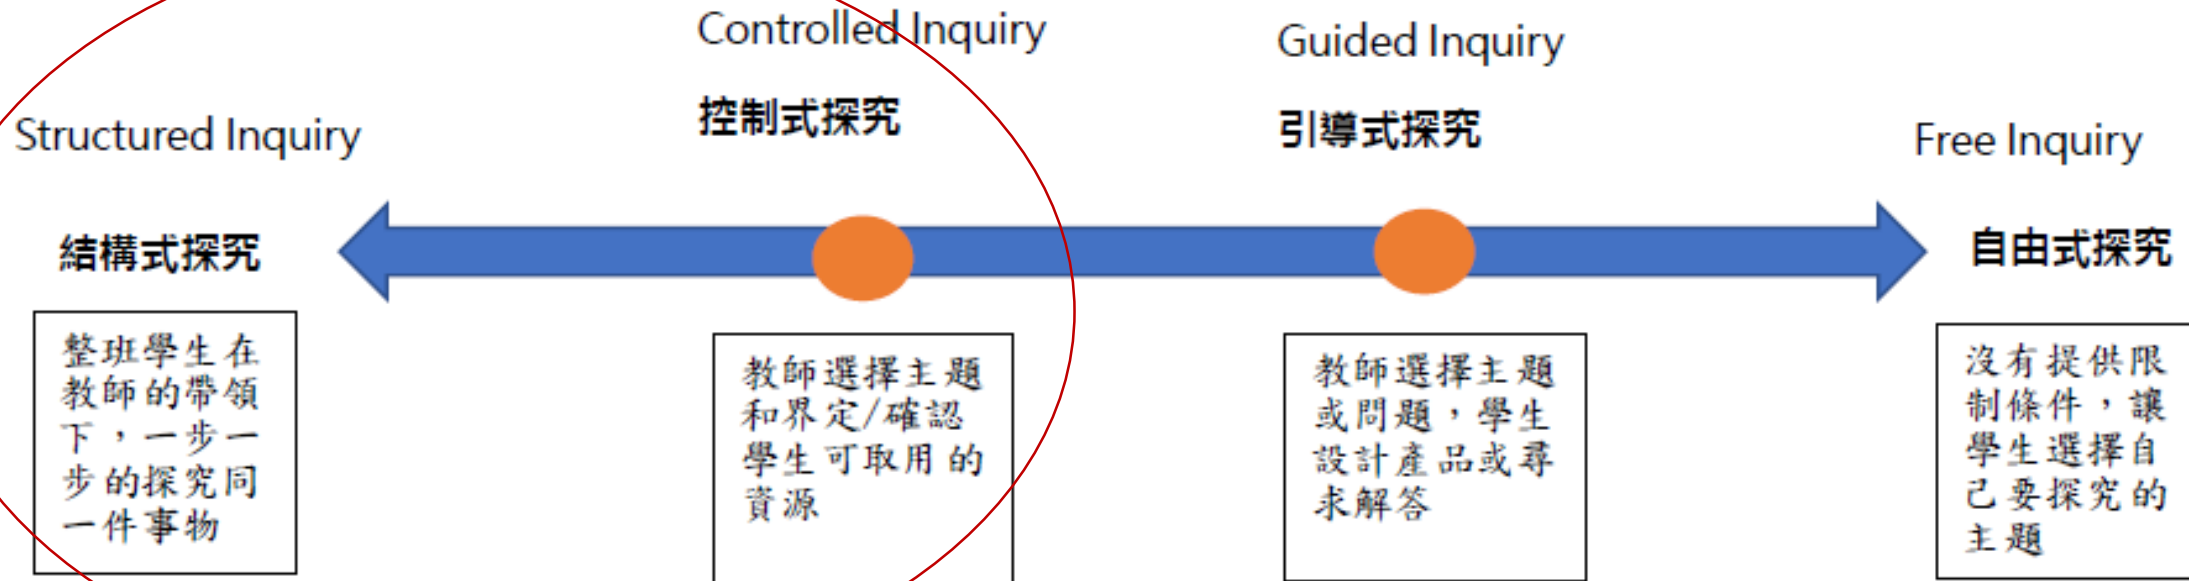 Structured Inquiry
結構式探究
整班學生在
教師的帶領
下，一步一
步的探究同
一件事物
Controlled Inquiry
控制式探究
教師選擇主題
和界定/確認
學生可取用的
資源
Guided Inquiry
引導式探究
教師選擇主題
或問題，學生
設計產品或尋
求解答
Free Inquiry
自由式探究
沒有提供限
制條件，讓
學生選擇自
己要探究的
主題